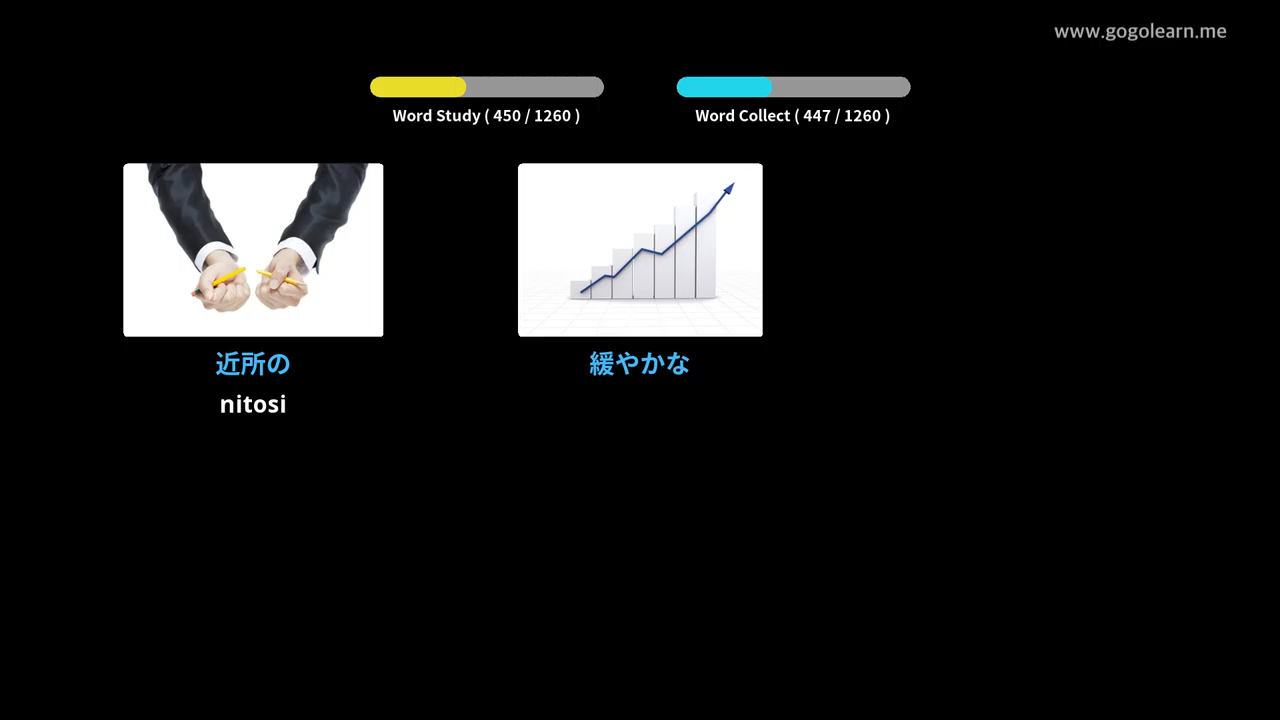 www.gogolearn.me
Word Study ( 450 / 1260 )
Word Collect ( 447 / 1260 )
近所の
nitosi
緩やかな